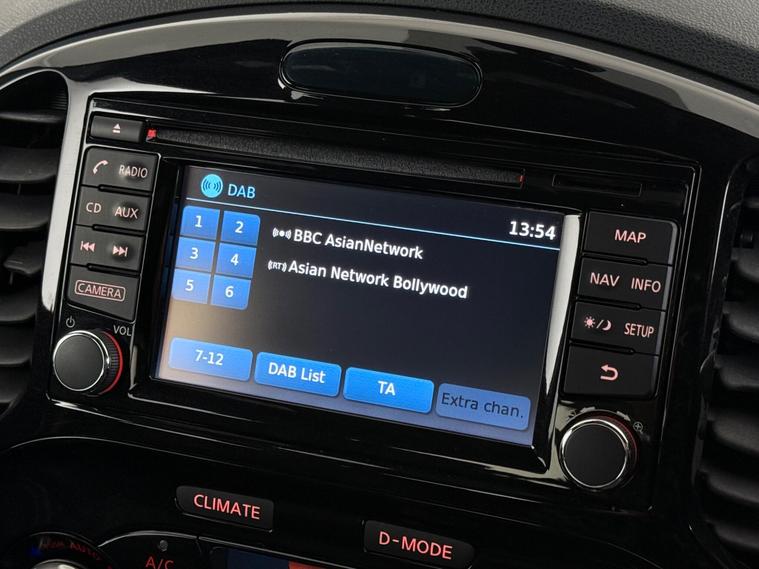 RADIO
CD AUX
CAMERA
VOL
DAB
13:54
1 2
3 4
5 6
BBC AsianNetwork
(RT) Asian Network Bollywood
7-12 DAB List TA Extra chan.
MAP
NAV INFO
SETUP
CLIMATE
D-MODE
AUTO
A/C